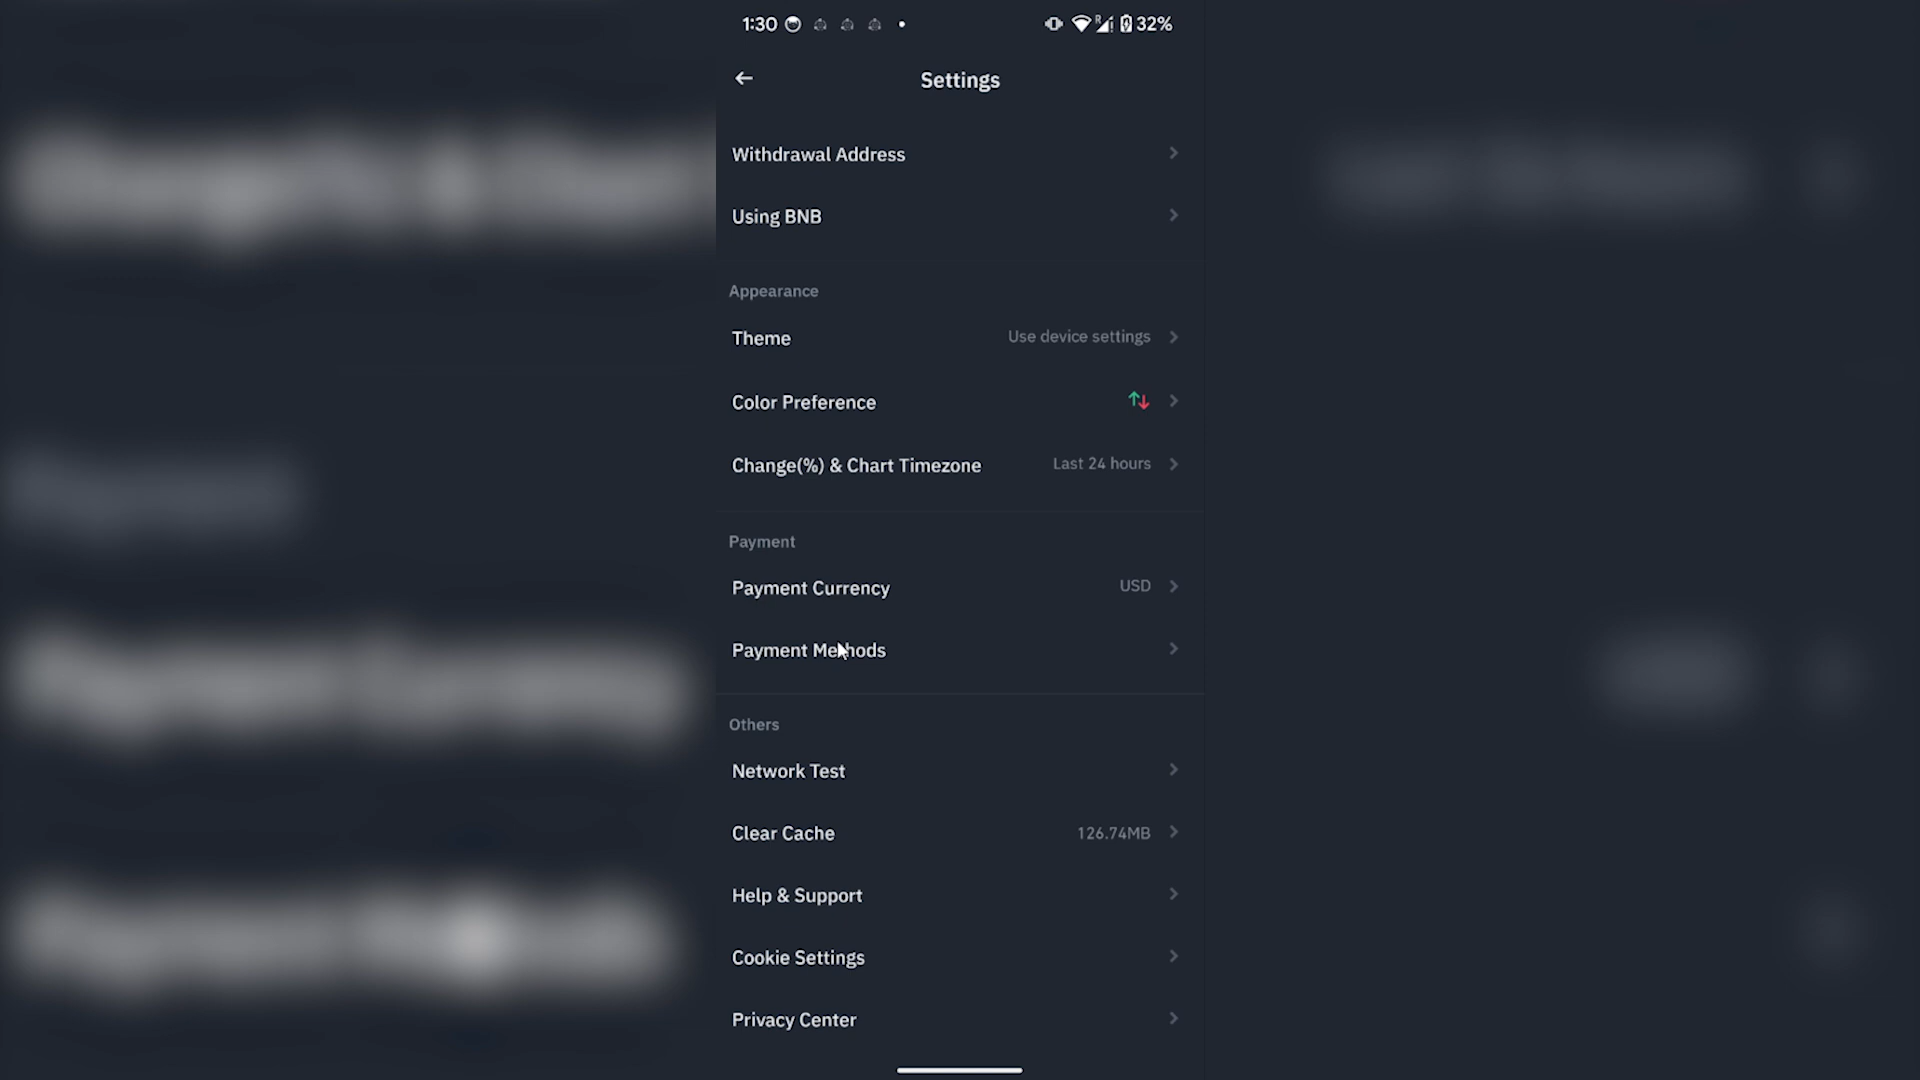 1:30 32%
Settings
Withdrawal Address
Using BNB
Appearance
Theme Use device settings
Color Preference
Change(%) & Chart Timezone Last 24 hours
Payment
Payment Currency USD
Payment Methods
Others
Network Test
Clear Cache 126.74MB
Help & Support
Cookie Settings
Privacy Center